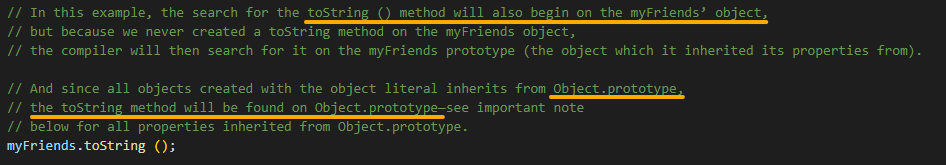 // In this example, the search for the toString () method will also begin on the myFriends’ object,
// but because we never created a toString method on the myFriends object,
// the compiler will then search for it on the myFriends prototype (the object which it inherited its properties from).
// And since all objects created with the object literal inherits from Object.prototype,
// the toString method will be found on Object.prototype—see important note
// below for all properties inherited from Object.prototype.
myFriends.toString ();